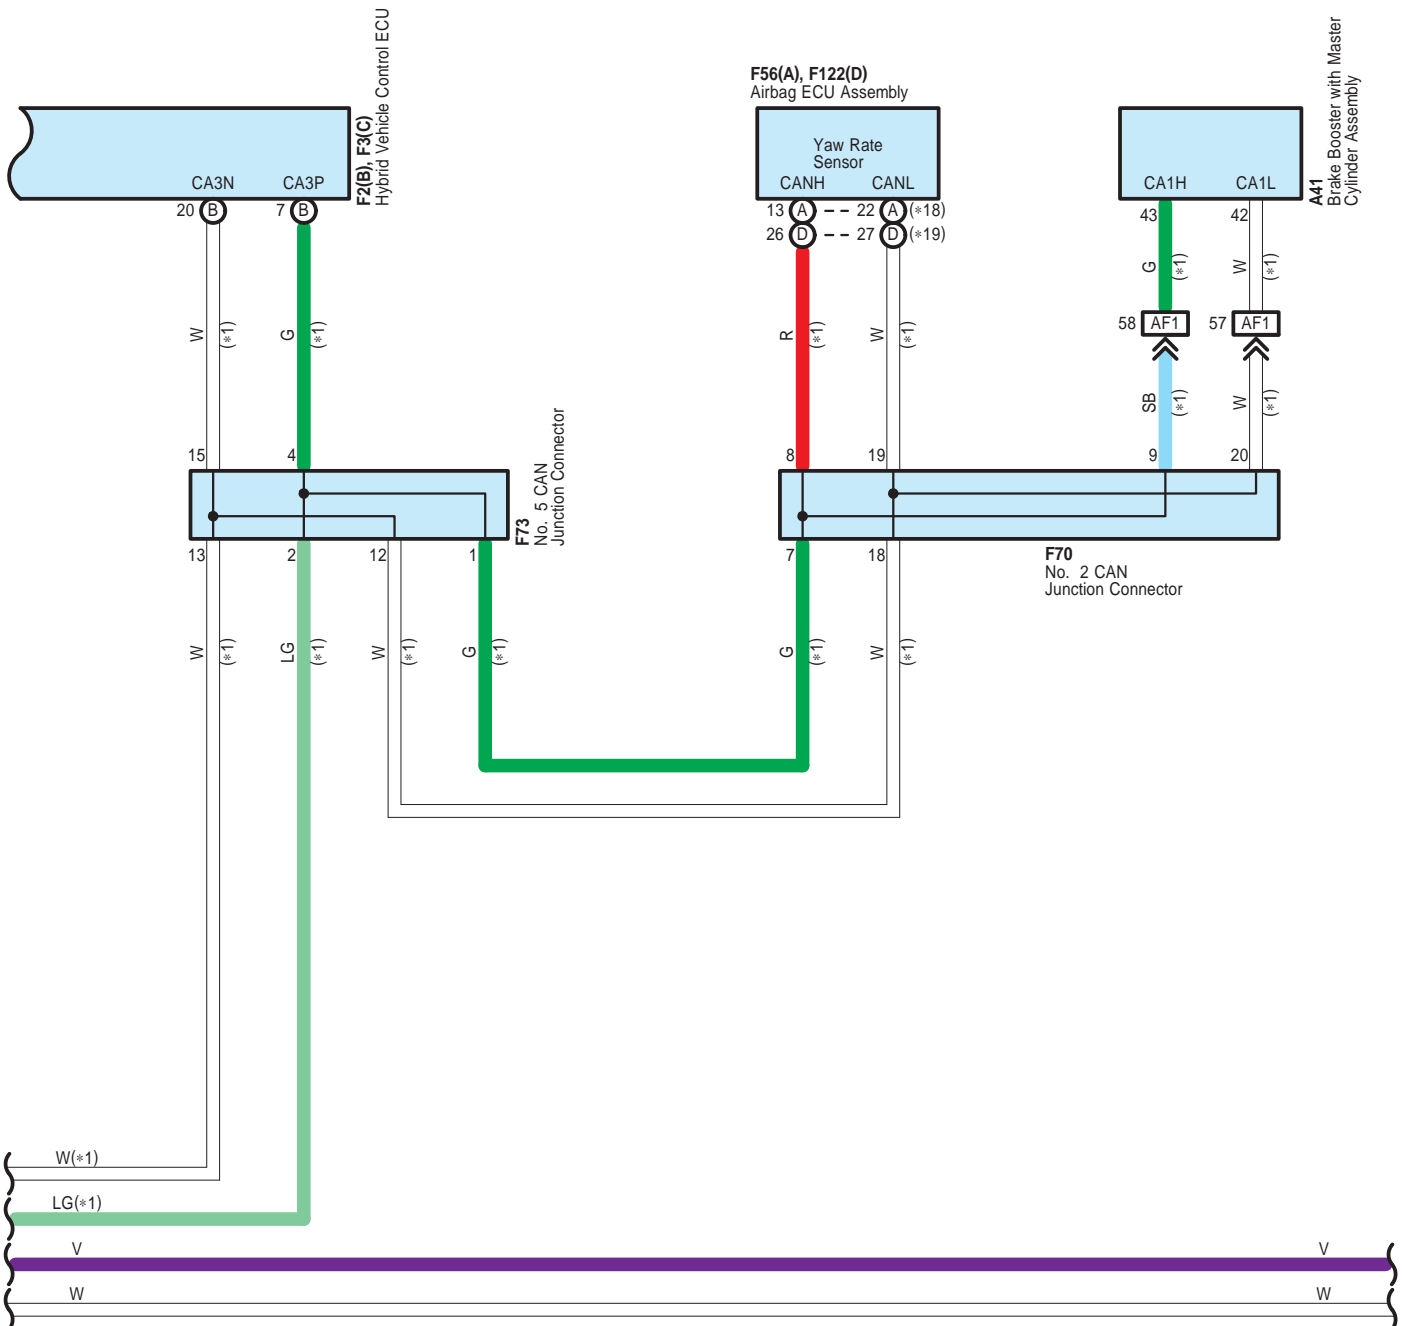 F2(B), F3(C)
Hybrid Vehicle Control ECU
CA3N
CA3P
20 B
7 B
W
(*1)
G
(*1)
15
4
F73
No. 5 CAN
Junction Connector
13
2
12
1
W
(*1)
LG
(*1)
W
(*1)
G
(*1)
F56(A), F122(D)
Airbag ECU Assembly
Yaw Rate
Sensor
CANH
CANL
13 A -- 22 A (*18)
26 D -- 27 D (*19)
R
(*1)
W
(*1)
8
19
A41
Brake Booster with Master
Cylinder Assembly
CA1H
CA1L
43
42
G
(*1)
W
(*1)
58 AF1
57 AF1
SB
(*1)
W
(*1)
9
20
7
18
F70
No. 2 CAN
Junction Connector
G
(*1)
W
(*1)
W(*1)
LG(*1)
V
V
W
W